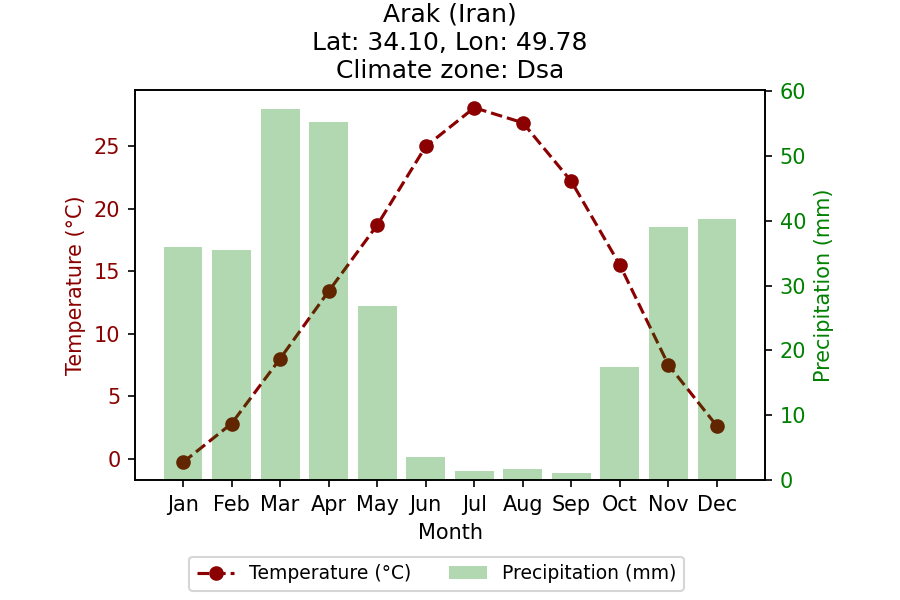 Arak (Iran)
Lat: 34.10, Lon: 49.78
Climate zone: Dsa
Temperature (°C)
25
20
15
10
5
0
60
50
40
30
20
10
0
Precipitation (mm)
Jan Feb Mar Apr May Jun Jul Aug Sep Oct Nov Dec
Month
Temperature (°C) Precipitation (mm)